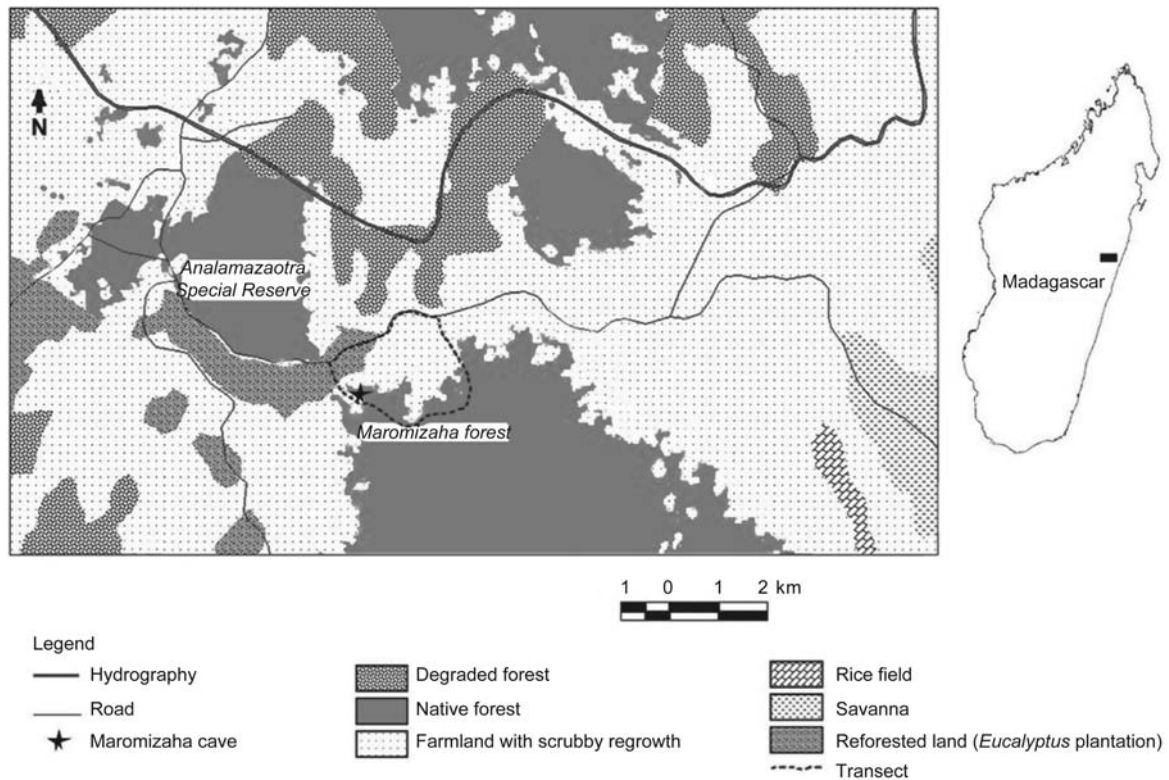 N
Analamazaotra
Special Reserve
Maromizaha forest
Madagascar
1 0 1 2 km
Legend
Hydrography
Road
Maromizaha cave
Degraded forest
Native forest
Farmland with scrubby regrowth
Rice field
Savanna
Reforested land (Eucalyptus plantation)
Transect